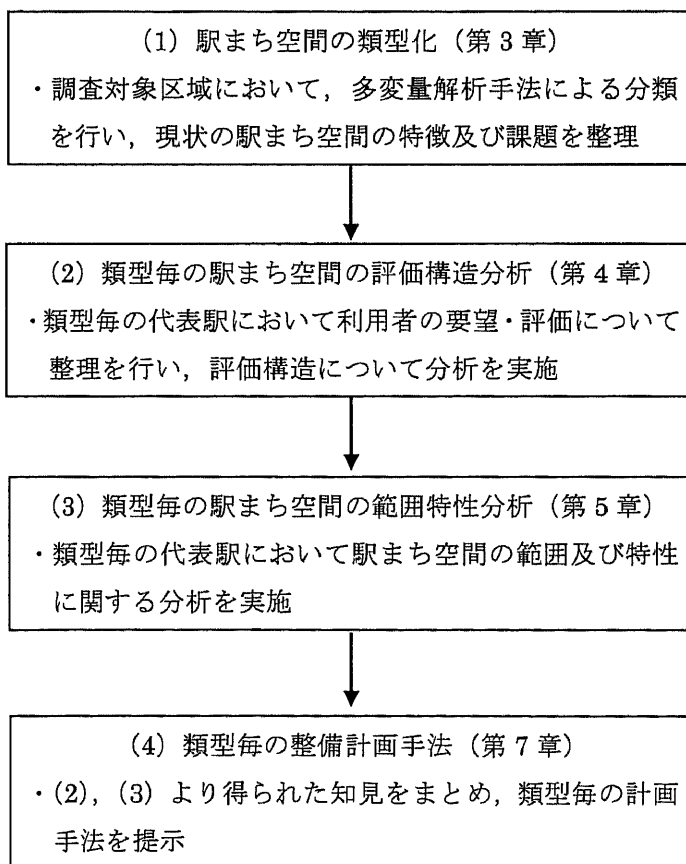 (1) 駅まち空間の類型化（第3章）
・調査対象区域において，多変量解析手法による分類
を行い，現状の駅まち空間の特徴及び課題を整理
(2) 類型毎の駅まち空間の評価構造分析（第4章）
・類型毎の代表駅において利用者の要望・評価について
整理を行い，評価構造について分析を実施
(3) 類型毎の駅まち空間の範囲特性分析（第5章）
・類型毎の代表駅において駅まち空間の範囲及び特性
に関する分析を実施
(4) 類型毎の整備計画手法（第7章）
・(2)，(3) より得られた知見をまとめ，類型毎の計画
手法を提示